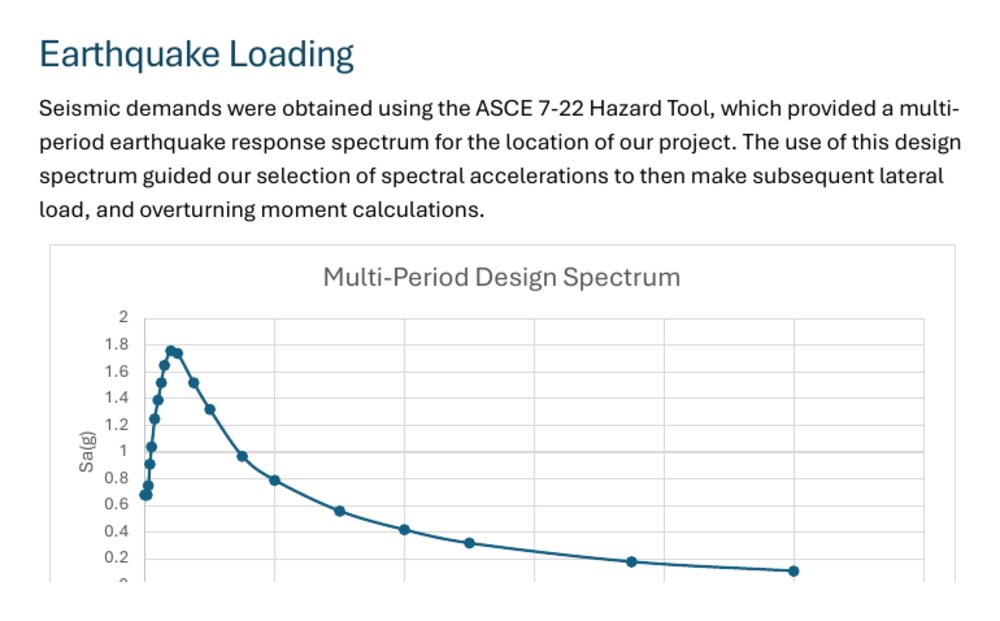 Earthquake Loading
Seismic demands were obtained using the ASCE 7-22 Hazard Tool, which provided a multi-
period earthquake response spectrum for the location of our project. The use of this design
spectrum guided our selection of spectral accelerations to then make subsequent lateral
load, and overturning moment calculations.
Multi-Period Design Spectrum
2
1.8
1.6
1.4
1.2
Sa(g)
1
0.8
0.6
0.4
0.2